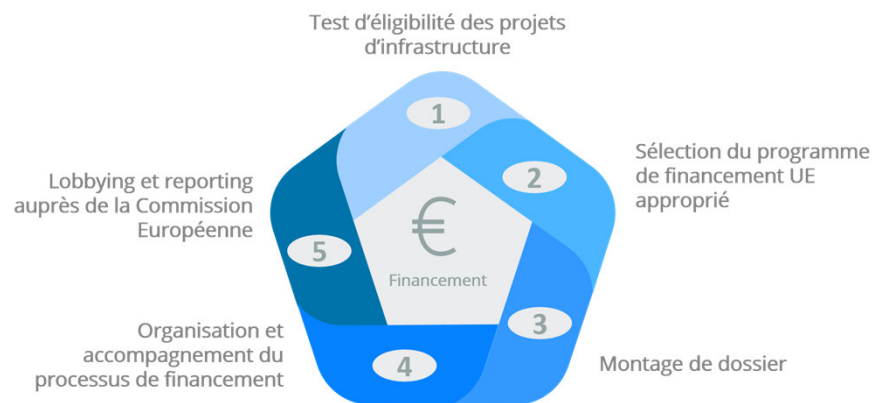 Test d'éligibilité des projets
d'infrastructure
1
2
Sélection du programme
de financement UE
approprié
3
Montage de dossier
4
Organisation et
accompagnement du
processus de financement
5
Lobbying et reporting
auprès de la Commission
Européenne
€
Financement